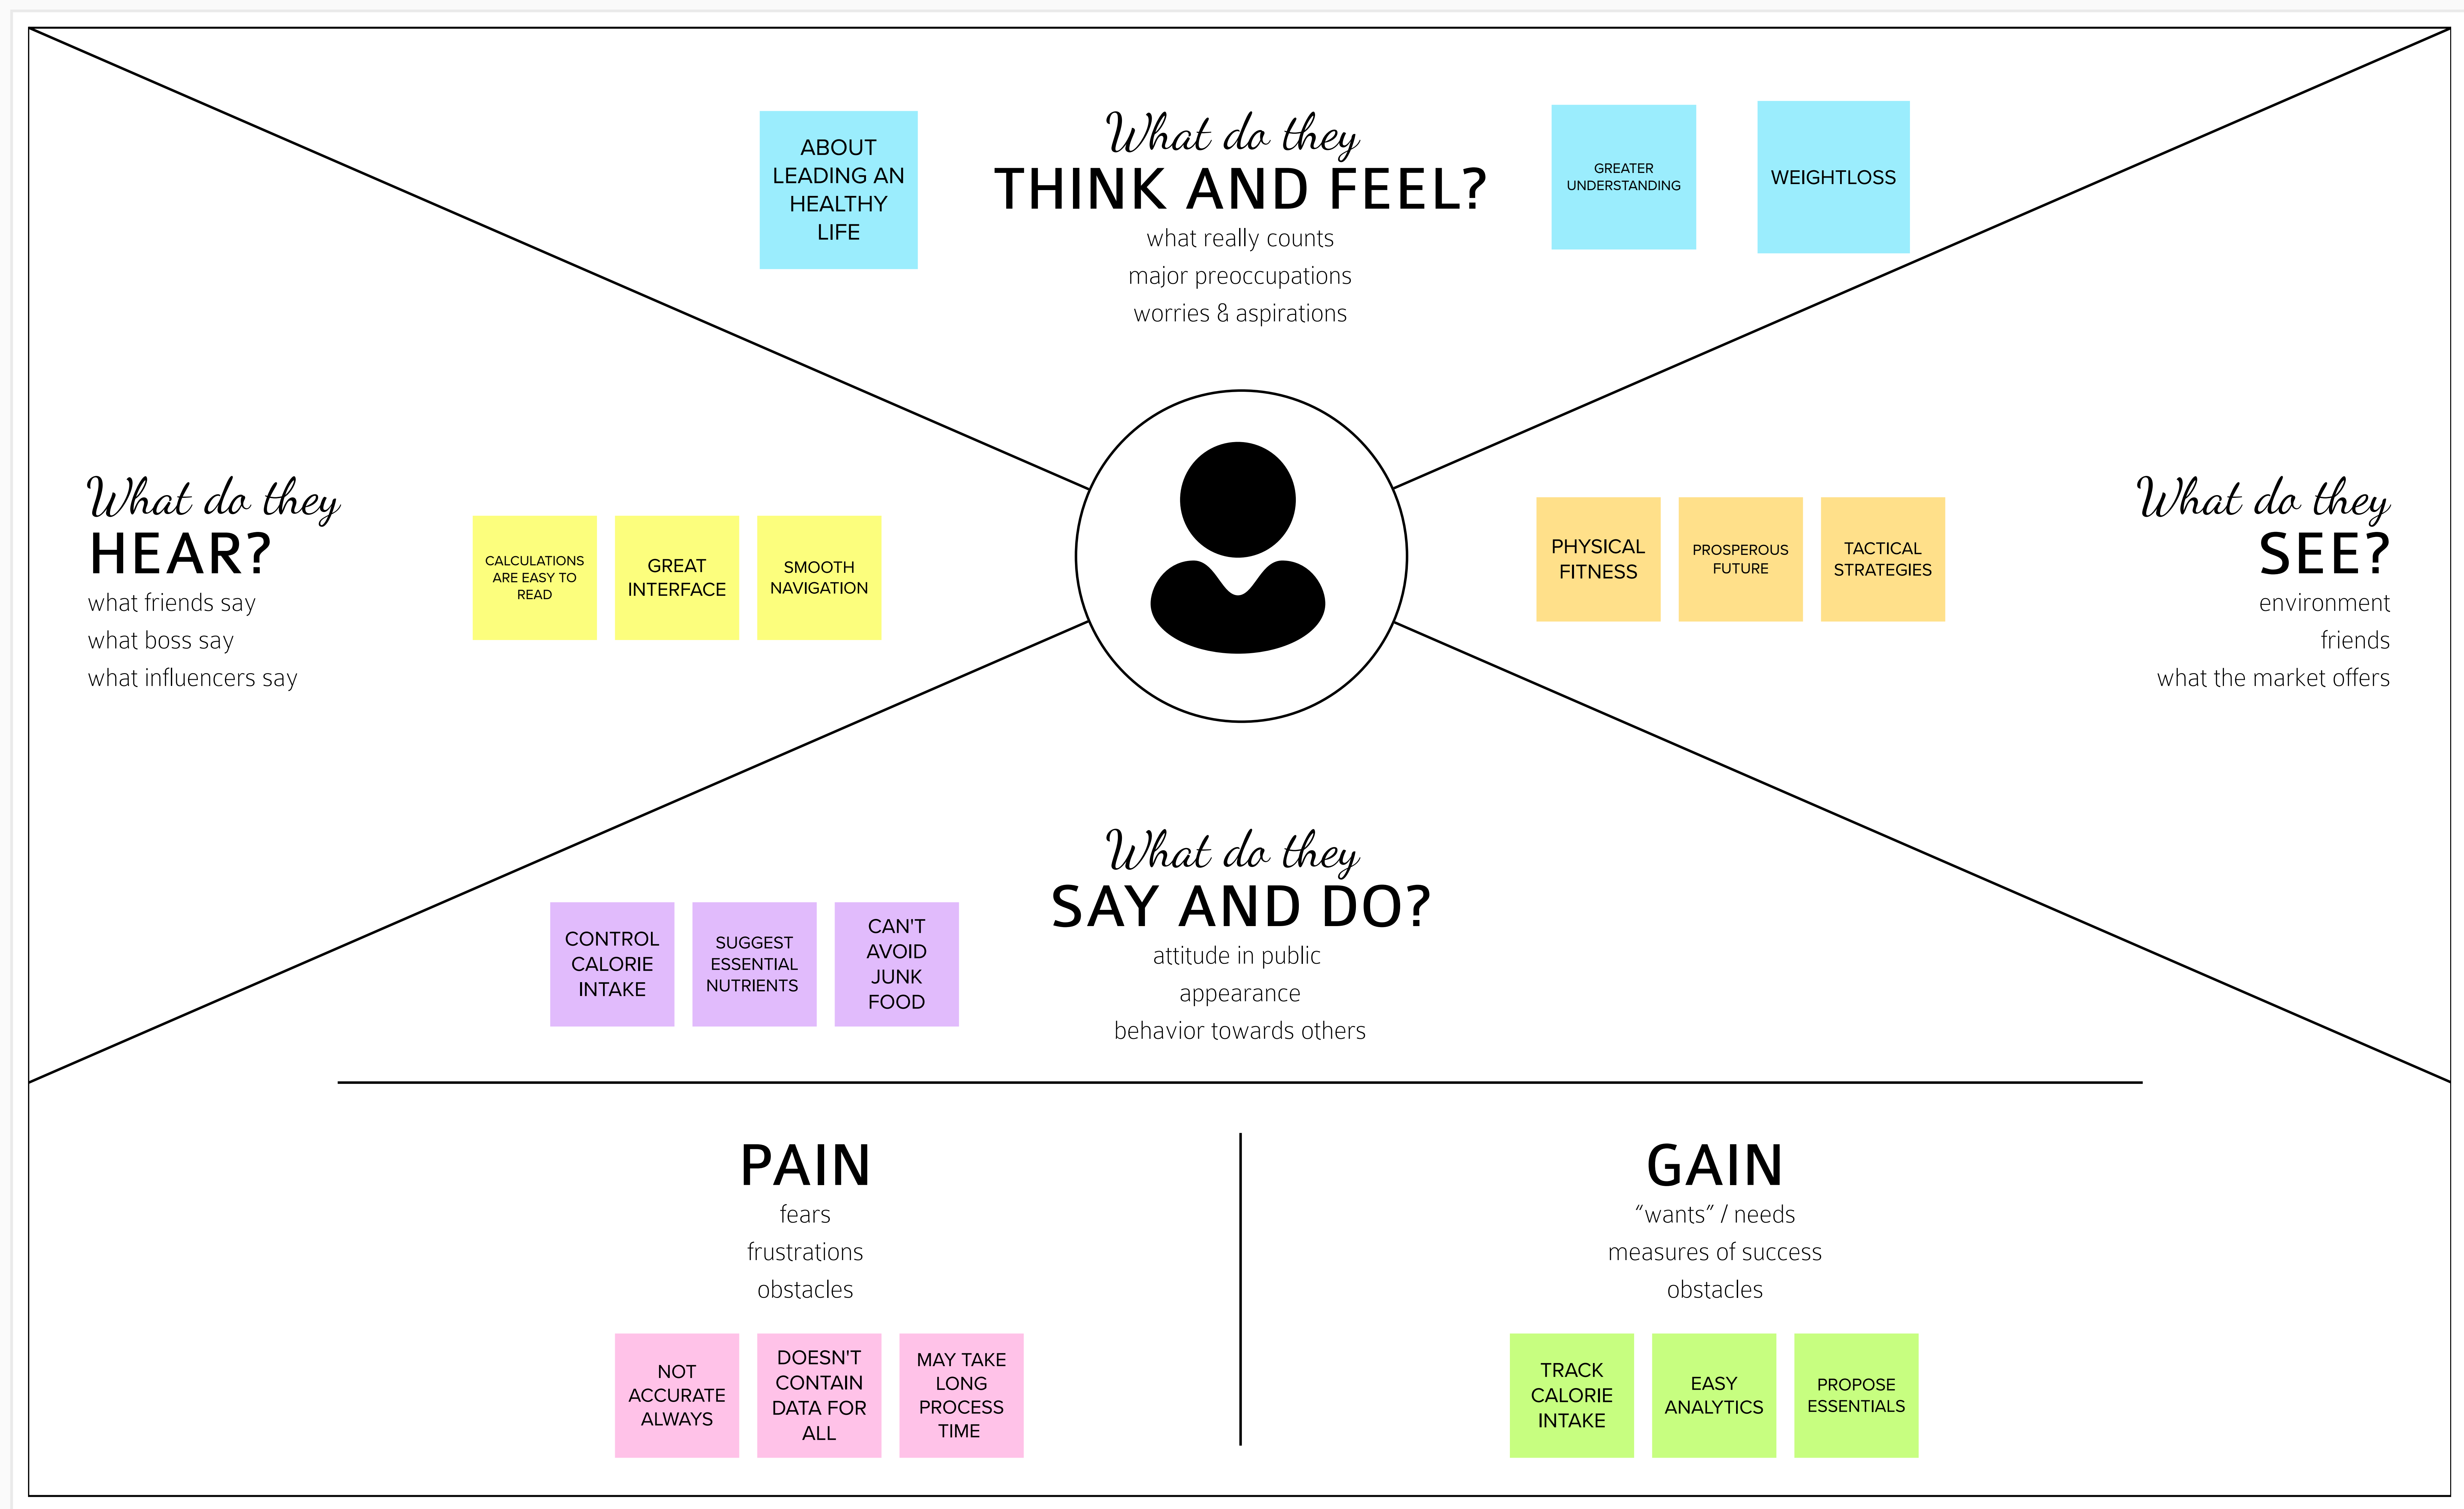 What do they
THINK AND FEEL?
what really counts
major preoccupations
worries & aspirations
ABOUT
LEADING AN
HEALTHY
LIFE
GREATER
UNDERSTANDING
WEIGHTLOSS
What do they
HEAR?
what friends say
what boss say
what influencers say
CALCULATIONS
ARE EASY TO
READ
GREAT
INTERFACE
SMOOTH
NAVIGATION
What do they
SEE?
environment
friends
what the market offers
PHYSICAL
FITNESS
PROSPEROUS
FUTURE
TACTICAL
STRATEGIES
What do they
SAY AND DO?
attitude in public
appearance
behavior towards others
CONTROL
CALORIE
INTAKE
SUGGEST
ESSENTIAL
NUTRIENTS
CAN'T
AVOID
JUNK
FOOD
PAIN
fears
frustrations
obstacles
NOT
ACCURATE
ALWAYS
DOESN'T
CONTAIN
DATA FOR
ALL
MAY TAKE
LONG
PROCESS
TIME
GAIN
“wants” / needs
measures of success
obstacles
TRACK
CALORIE
INTAKE
EASY
ANALYTICS
PROPOSE
ESSENTIALS